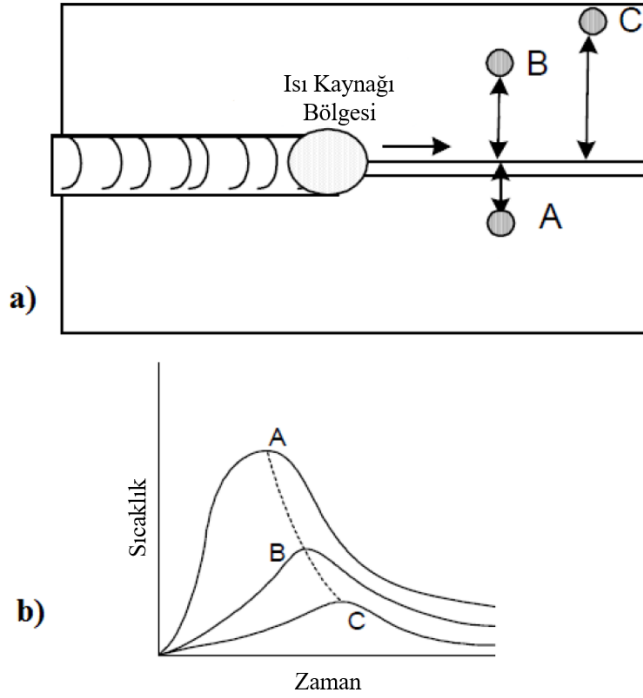 C
B
Isı Kaynağı
Bölgesi
A
a)
A
B
C
Sıcaklık
b)
Zaman